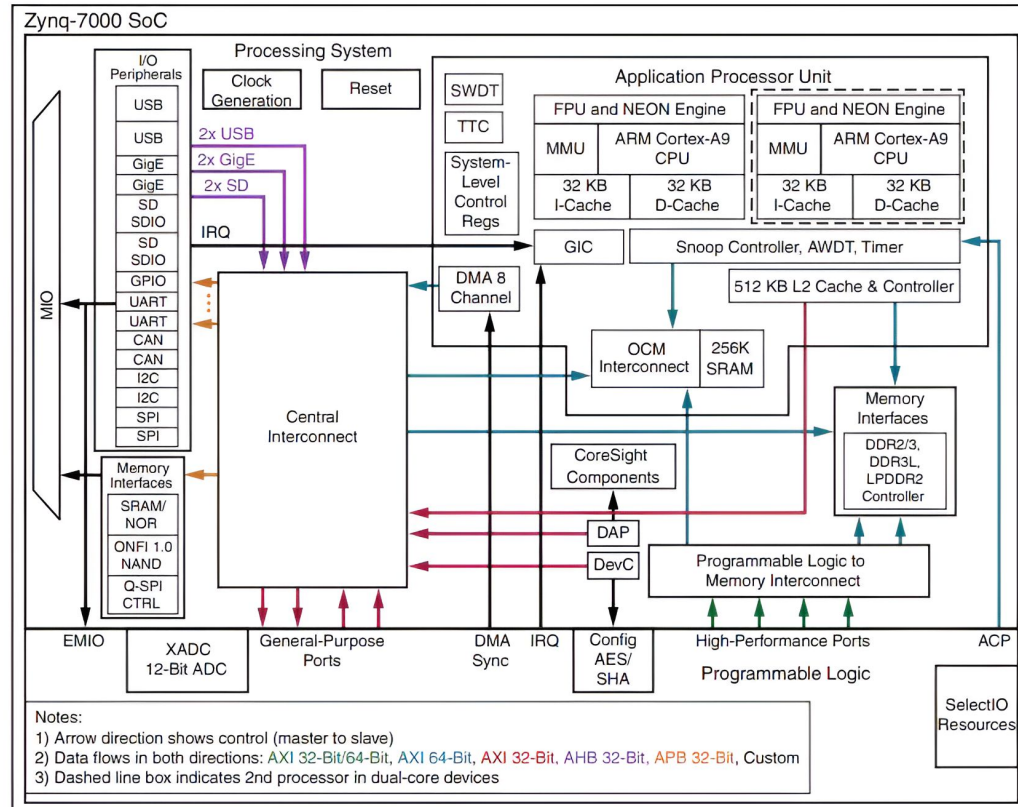 Zynq-7000 SoC
Processing System
I/O
Peripherals
USB
USB
GigE
GigE
SD
SDIO
SD
SDIO
GPIO
UART
UART
CAN
CAN
I2C
I2C
SPI
SPI
MIO
Clock
Generation
Reset
2x USB
2x GigE
2x SD
IRQ
Application Processor Unit
SWDT
TTC
System-
Level
Control
Regs
FPU and NEON Engine
MMU
ARM Cortex-A9
CPU
32 KB
I-Cache
32 KB
D-Cache
FPU and NEON Engine
MMU
ARM Cortex-A9
CPU
32 KB
I-Cache
32 KB
D-Cache
GIC
Snoop Controller, AWDT, Timer
DMA 8
Channel
512 KB L2 Cache & Controller
OCM
Interconnect
256K
SRAM
Central
Interconnect
Memory
Interfaces
DDR2/3,
DDR3L,
LPDDR2
Controller
CoreSight
Components
DAP
DevC
Programmable Logic to
Memory Interconnect
Memory
Interfaces
SRAM/
NOR
ONFI 1.0
NAND
Q-SPI
CTRL
EMIO
XADC
12-Bit ADC
General-Purpose
Ports
DMA
Sync
IRQ
Config
AES/
SHA
High-Performance Ports
ACP
Programmable Logic
SelectIO
Resources
Notes:
1) Arrow direction shows control (master to slave)
2) Data flows in both directions: AXI 32-Bit/64-Bit, AXI 64-Bit, AXI 32-Bit, AHB 32-Bit, APB 32-Bit, Custom
3) Dashed line box indicates 2nd processor in dual-core devices